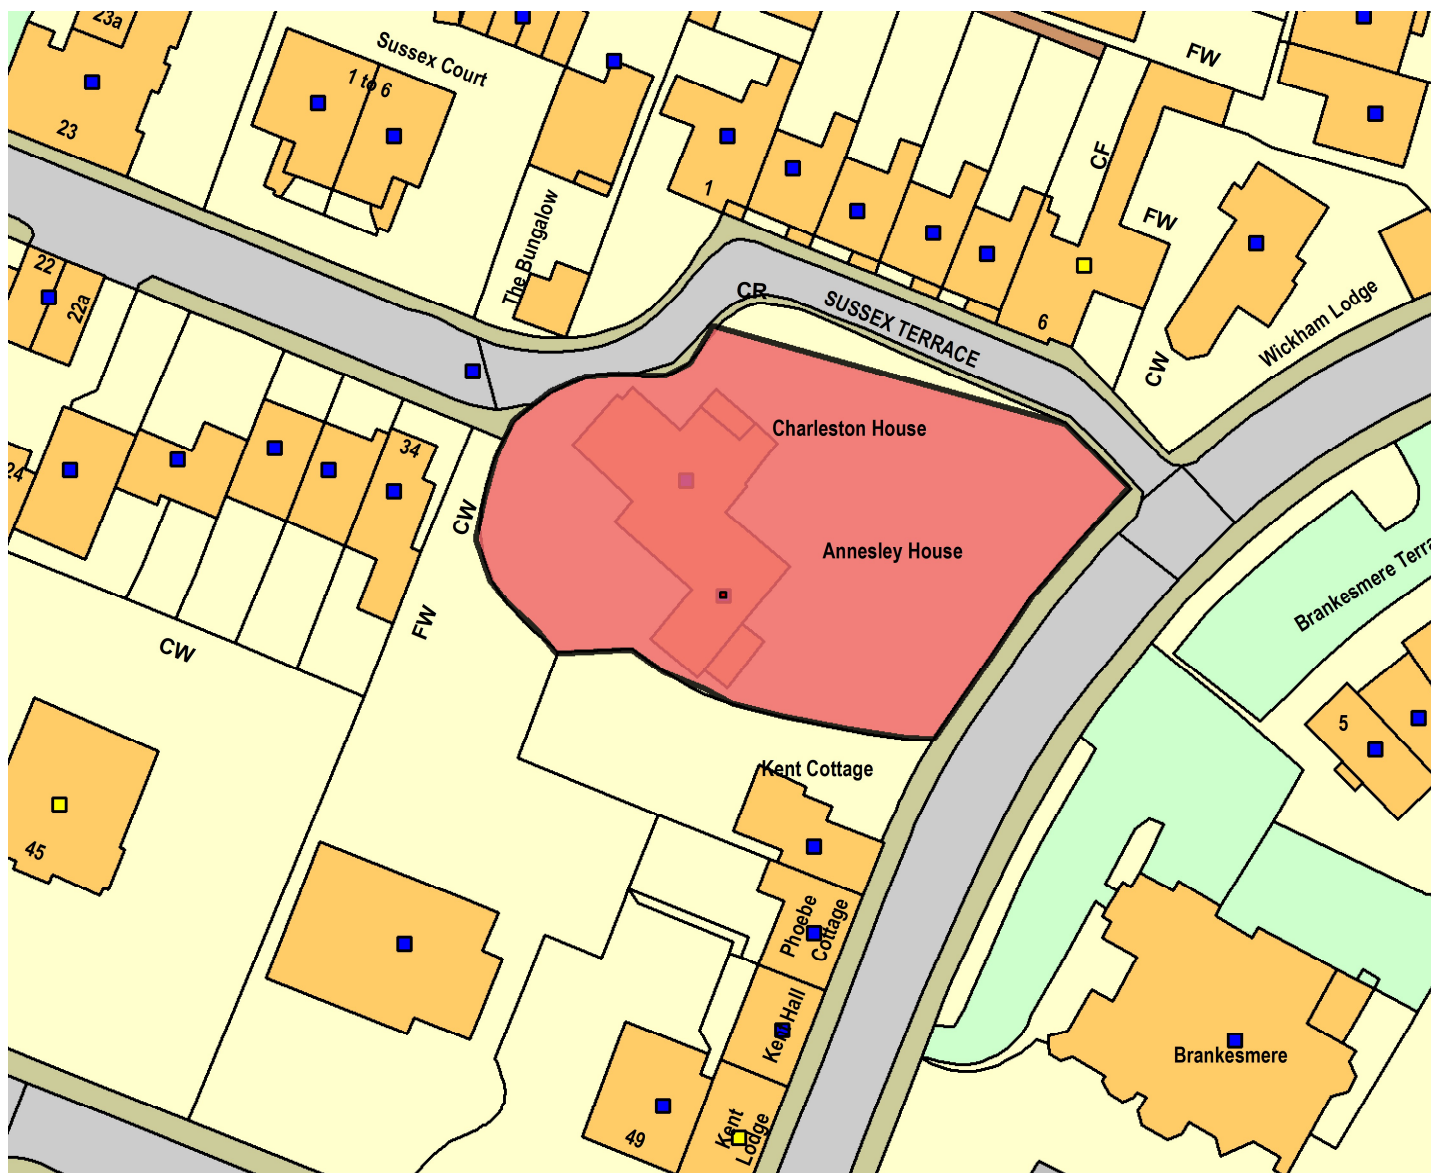 23a
Sussex Court
1 to 6
23
FW
CF
1
FW
The Bungalow
22
22a
CR
SUSSEX TERRACE
6
Wickham Lodge
CW
Charleston House
34
24
CW
Annesley House
Brankesmere Terra
FW
CW
5
Kent Cottage
45
Phoebe
Cottage
Kent Hall
Brankesmere
Kent
Lodge
49